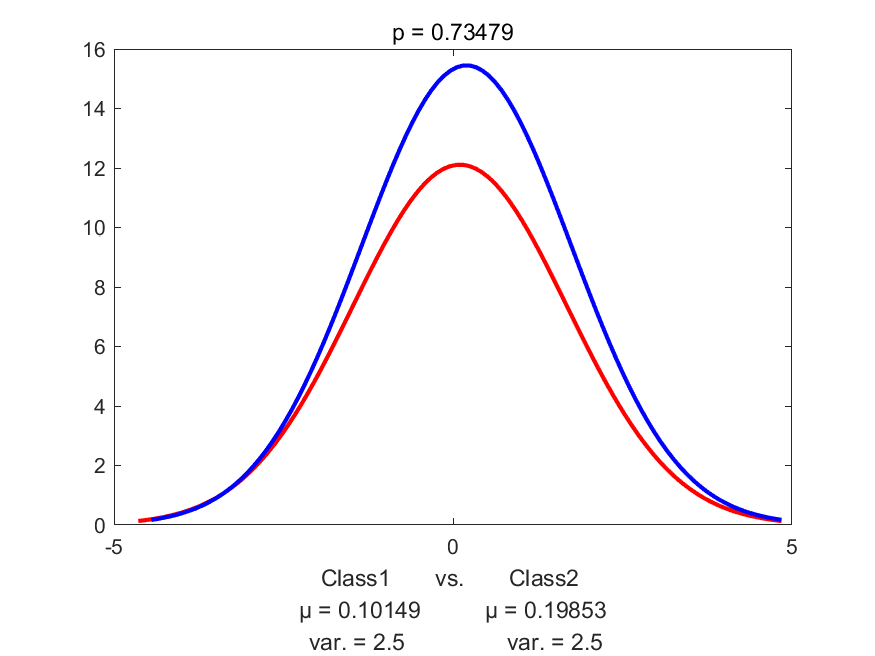 p = 0.73479
16
14
12
10
8
6
4
2
0
-5 0 5
Class1 vs. Class2
μ = 0.10149 μ = 0.19853
var. = 2.5 var. = 2.5